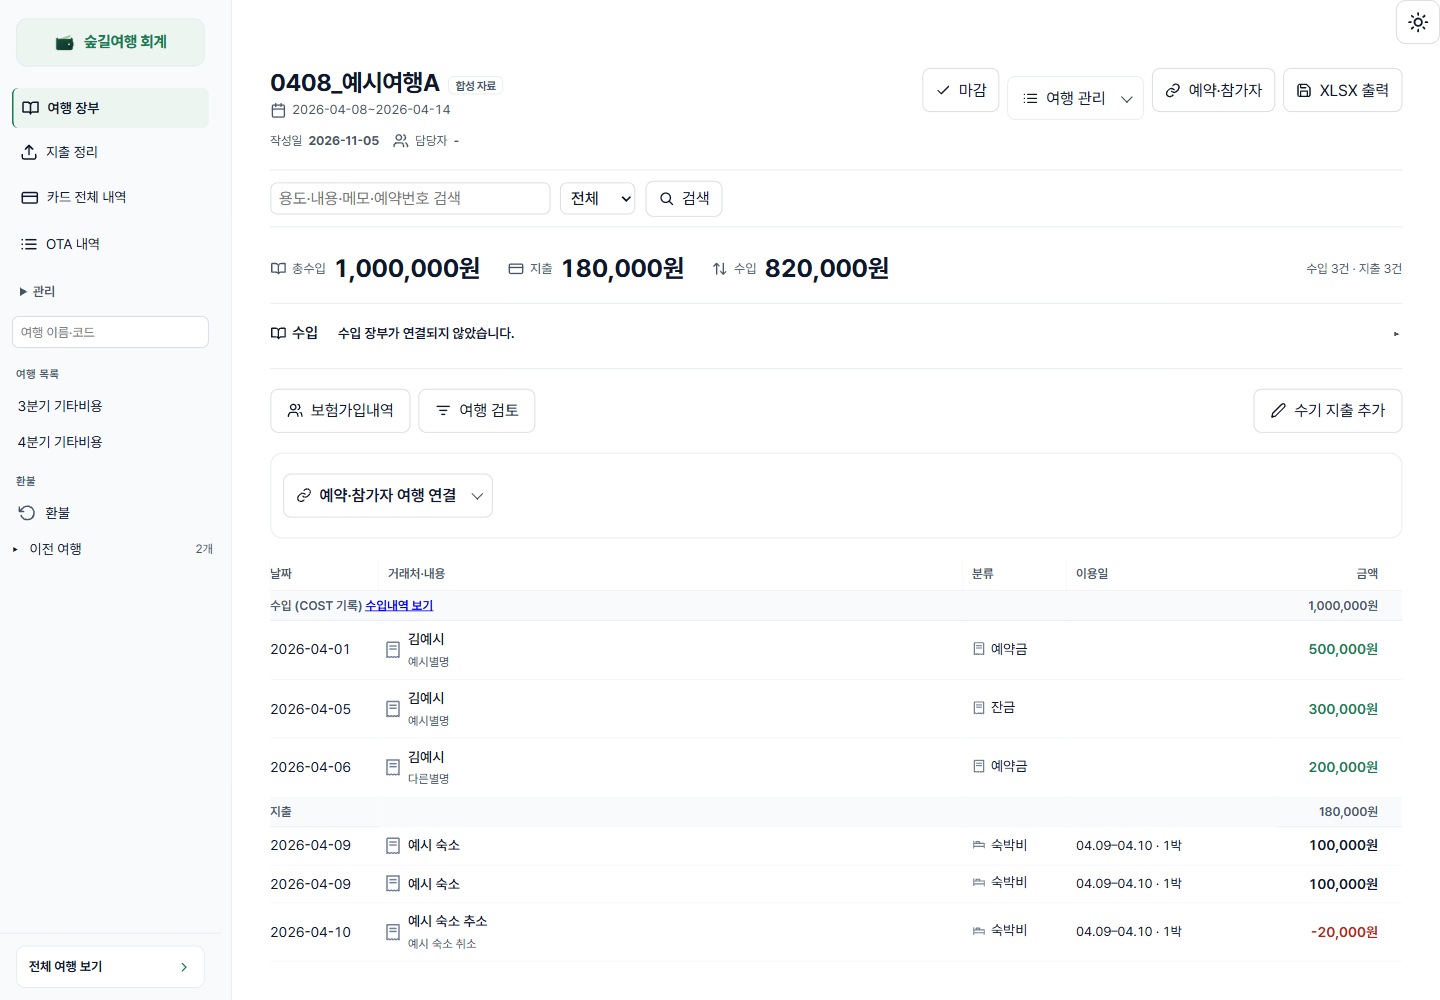 숲길여행 회계
여행 장부
지출 정리
카드 전체 내역
OTA 내역
관리
여행 이름·코드
여행 목록
3분기 기타비용
4분기 기타비용
환불
환불
이전 여행 2개
전체 여행 보기
0408_예시여행A 합성 자료
2026-04-08~2026-04-14
작성일 2026-11-05 담당자 -
마감 여행 관리 예약·참가자 XLSX 출력
용도·내용·메모·예약번호 검색 전체 검색
총수입 1,000,000원 지출 180,000원 수입 820,000원 수입 3건 · 지출 3건
수입 수입 장부가 연결되지 않았습니다.
보험가입내역 여행 검토 수기 지출 추가
예약·참가자 여행 연결
날짜 거래처·내용 분류 이용일 금액
수입 (COST 기록) 수입내역 보기 1,000,000원
2026-04-01 김예시 예약금 500,000원
예시별명
2026-04-05 김예시 잔금 300,000원
예시별명
2026-04-06 김예시 예약금 200,000원
다른별명
지출 180,000원
2026-04-09 예시 숙소 숙박비 04.09–04.10 · 1박 100,000원
2026-04-09 예시 숙소 숙박비 04.09–04.10 · 1박 100,000원
2026-04-10 예시 숙소 추소 숙박비 04.09–04.10 · 1박 -20,000원
예시 숙소 취소